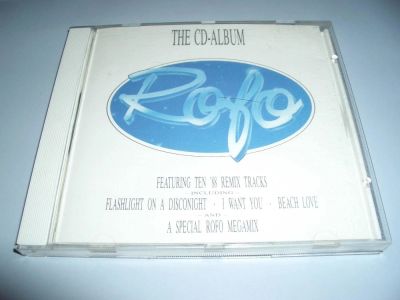 THE CD-ALBUM
Rofo
FEATURING TEN '88 REMIX TRACKS
- INCLUDING -
FLASHLIGHT ON A DISCONIGHT · I WANT YOU · BEACH LOVE
- AND -
A SPECIAL ROFO MEGAMIX